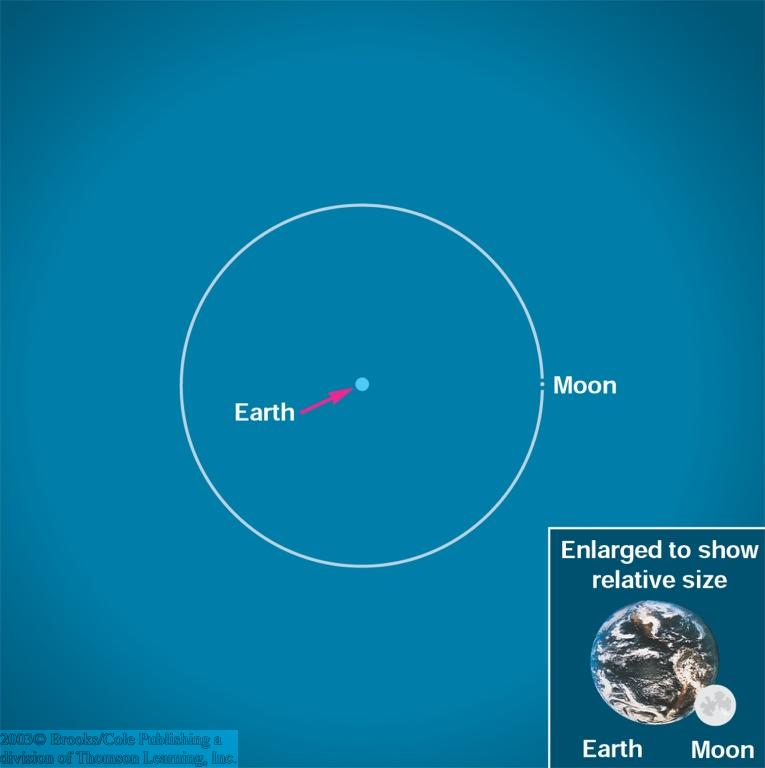 Earth
Moon
Enlarged to show
relative size
Earth Moon
2003© Brooks/Cole Publishing a
division of Thomson Learning, Inc.